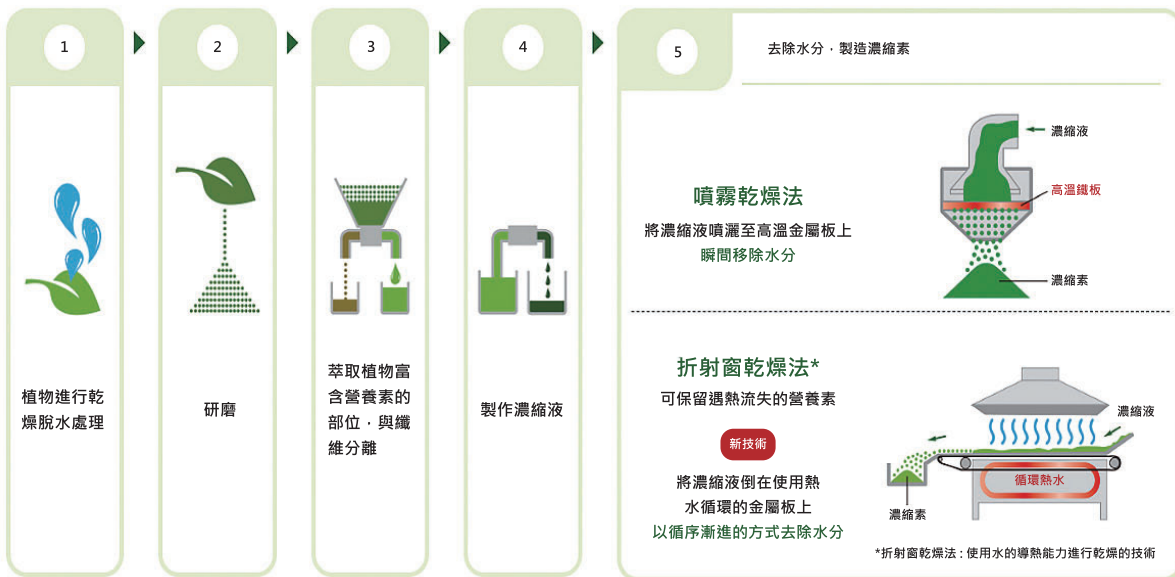 1
植物進行乾
燥脫水處理
2
研磨
3
萃取植物富
含營養素的
部位，與纖
維分離
4
製作濃縮液
5
去除水分，製造濃縮素
噴霧乾燥法
將濃縮液噴灑至高溫金屬板上
瞬間移除水分
濃縮液
高溫鐵板
濃縮素
折射窗乾燥法*
可保留遇熱流失的營養素
新技術
將濃縮液倒在使用熱
水循環的金屬板上
以循序漸進的方式去除水分
濃縮液
循環熱水
濃縮素
*折射窗乾燥法：使用水的導熱能力進行乾燥的技術